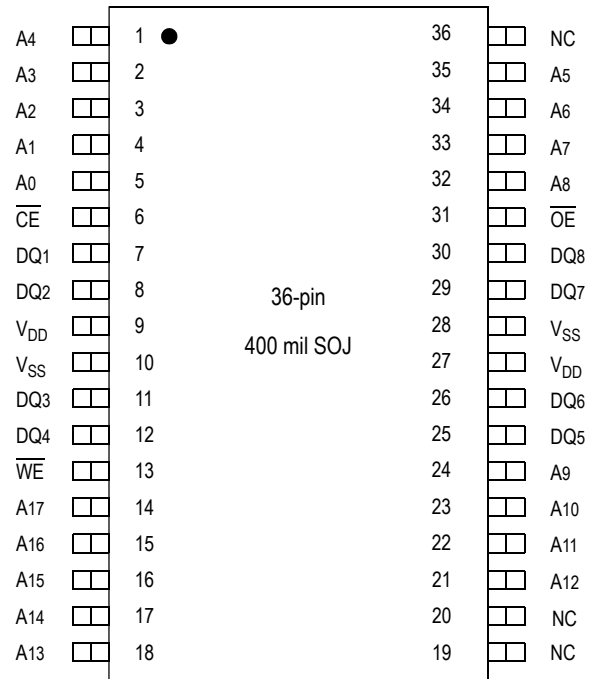 A4 1 36 NC
A3 2 35 A5
A2 3 34 A6
A1 4 33 A7
A0 5 32 A8
C̅E̅ 6 31 O̅E̅
DQ1 7 30 DQ8
DQ2 8 29 DQ7
36-pin
VDD 9 28 VSS
400 mil SOJ
VSS 10 27 VDD
DQ3 11 26 DQ6
DQ4 12 25 DQ5
W̅E̅ 13 24 A9
A17 14 23 A10
A16 15 22 A11
A15 16 21 A12
A14 17 20 NC
A13 18 19 NC